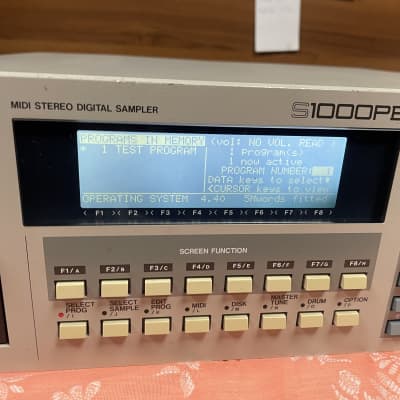 MIDI STEREO DIGITAL SAMPLER
S1000PB
PROGRAMS IN MEMORY (vol: NO VOL. READ )
* 1 TEST PROGRAM
1 Program(s)
1 now active
PROGRAM NUMBER: 1
DATA keys to select*
<CURSOR keys to view
OPERATING SYSTEM 4.40 5Mwords fitted
< F1 >< F2 >< F3 >< F4 >< F5 >< F6 >< F7 >< F8 >
SCREEN FUNCTION
F1/A F2/B F3/C F4/D F5/E F6/F F7/G F8/H
SELECT PROG /I
SELECT SAMPLE /J
EDIT PROG /K
MIDI /L
DISK /M
MASTER TUNE /N
DRUM /O
OPTION /P